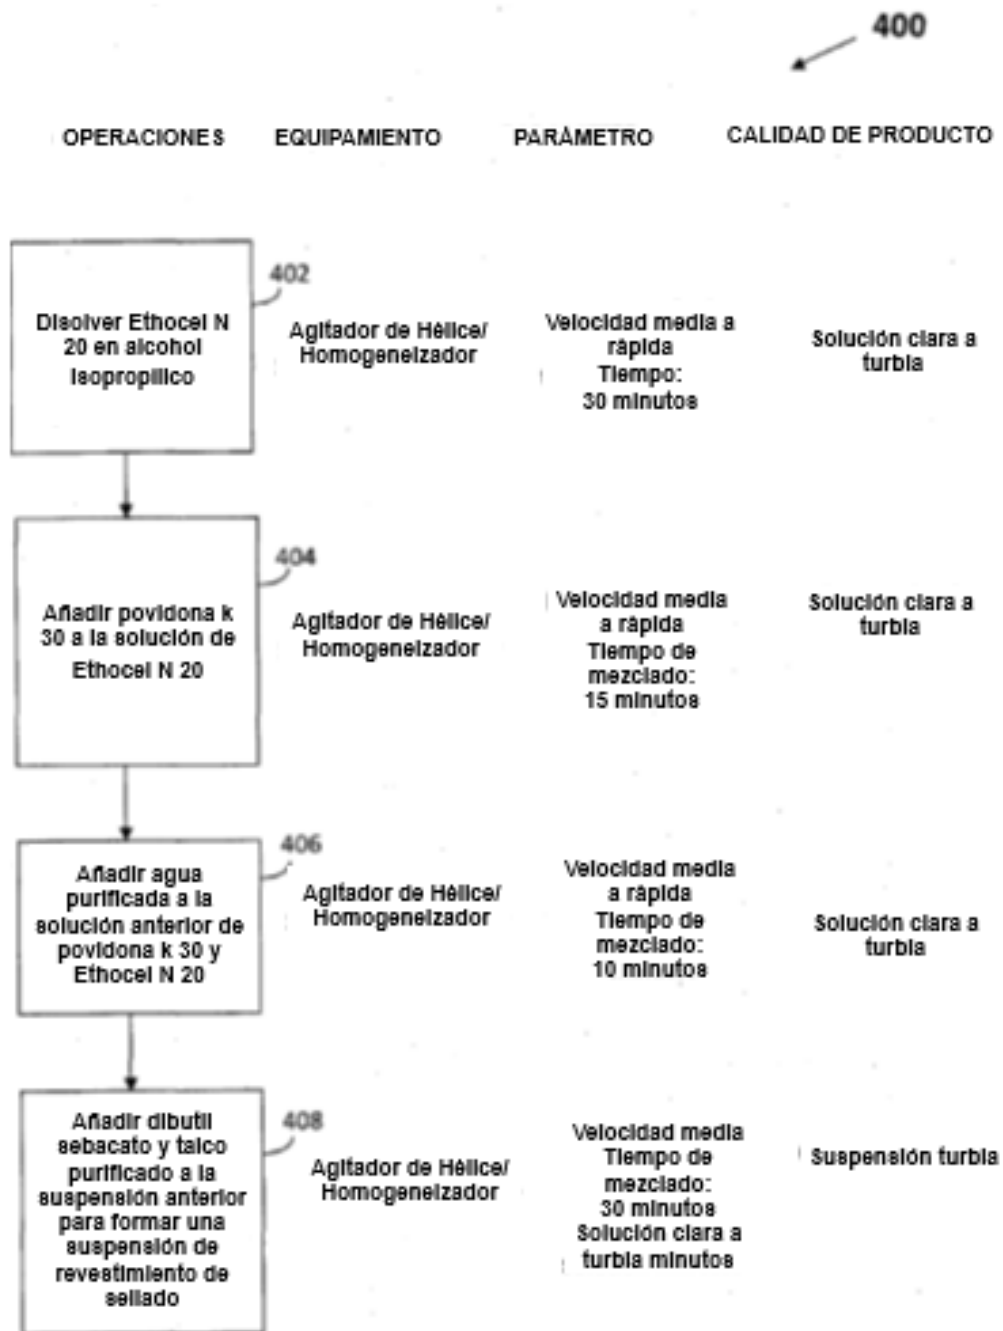 400
OPERACIONES EQUIPAMIENTO PARÁMETRO CALIDAD DE PRODUCTO
402
Disolver Ethocel N
20 en alcohol
isopropílico
Agitador de Hélice/
Homogeneizador
Velocidad media a
rápida
Tiempo:
30 minutos
Solución clara a
turbia
404
Añadir povidona k
30 a la solución de
Ethocel N 20
Agitador de Hélice/
Homogeneizador
Velocidad media
a rápida
Tiempo de
mezclado:
15 minutos
Solución clara a
turbia
406
Añadir agua
purificada a la
solución anterior de
povidona k 30 y
Ethocel N 20
Agitador de Hélice/
Homogeneizador
Velocidad media
a rápida
Tiempo de
mezclado:
10 minutos
Solución clara a
turbia
408
Añadir dibutil
sebacato y talco
purificado a la
suspensión anterior
para formar una
suspensión de
revestimiento de
sellado
Agitador de Hélice/
Homogeneizador
Velocidad media
Tiempo de
mezclado:
30 minutos
Solución clara a
turbia minutos
Suspensión turbia